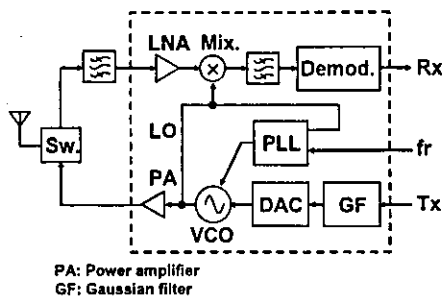 LNA Mix.
Demod.
Rx
LO
Sw.
PLL
fr
PA
DAC
GF
Tx
VCO
PA: Power amplifier
GF: Gaussian filter